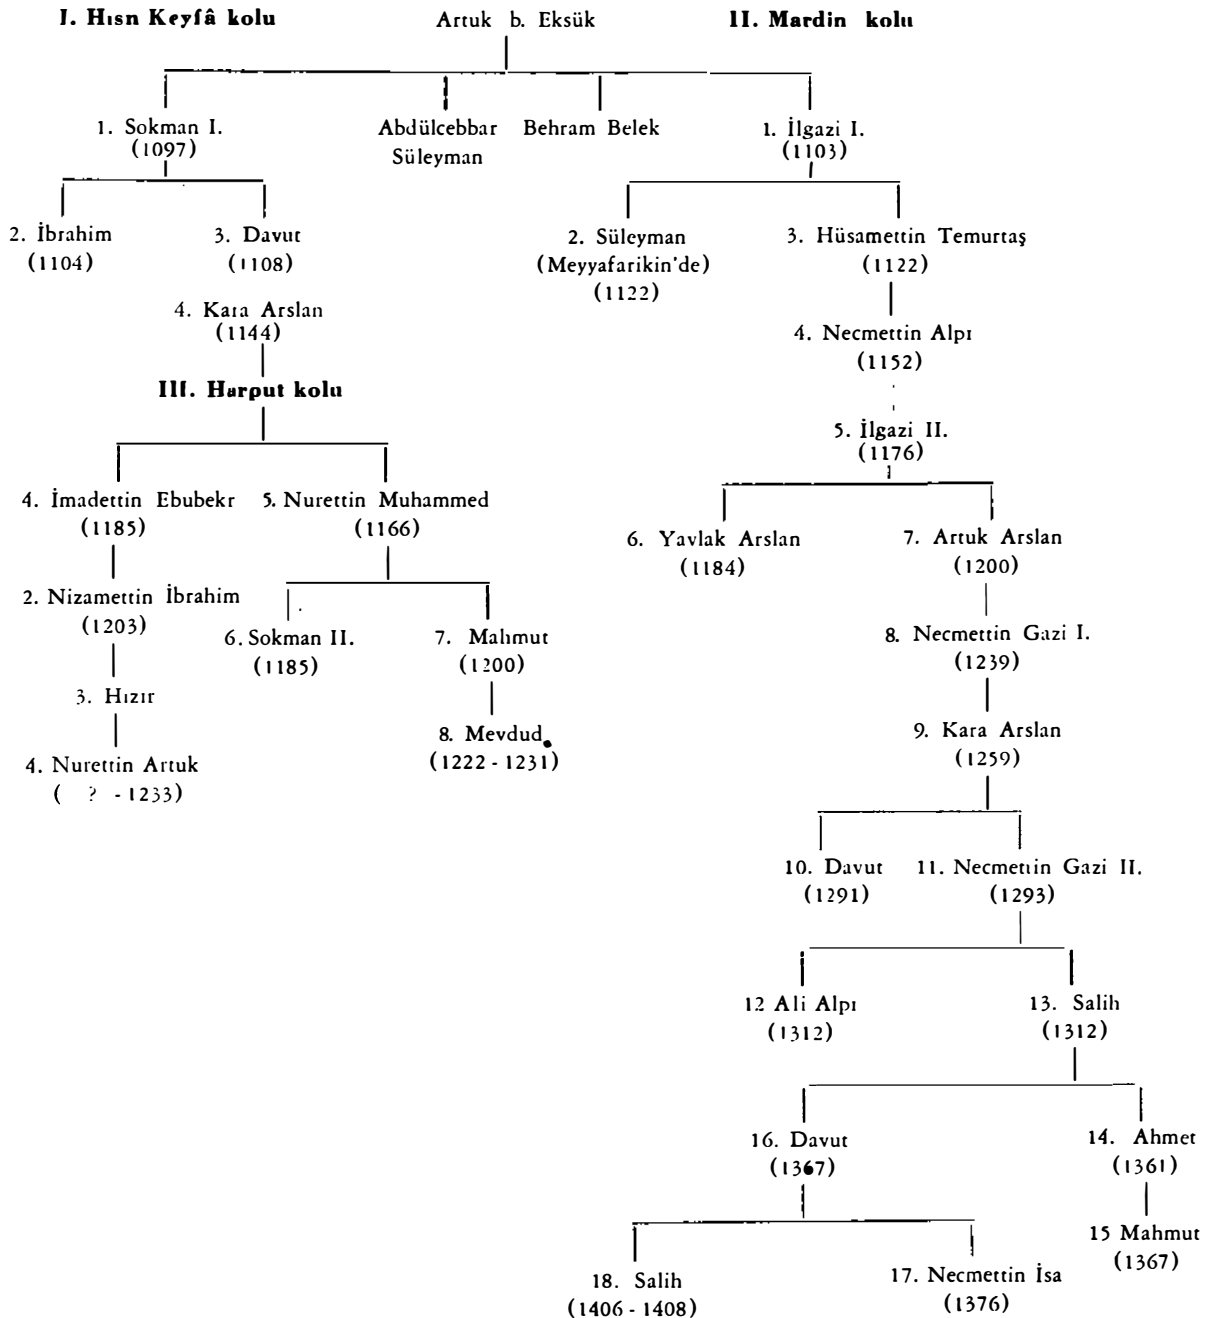 I. Hısn Keyfâ kolu
Artuk b. Eksük
II. Mardin kolu
1. Sokman I.
(1097)
Abdülcebbar
Süleyman
Behram Belek
1. İlgazi I.
(1103)
2. İbrahim
(1104)
3. Davut
(1108)
2. Süleyman
(Meyyafarikin'de)
(1122)
3. Hüsamettin Temurtaş
(1122)
4. Kara Arslan
(1144)
4. Necmettin Alpı
(1152)
III. Harput kolu
5. İlgazi II.
(1176)
4. İmadettin Ebubekr
(1185)
5. Nurettin Muhammed
(1166)
6. Yavlak Arslan
(1184)
7. Artuk Arslan
(1200)
2. Nizamettin İbrahim
(1203)
6. Sokman II.
(1185)
7. Mahmut
(1200)
8. Necmettin Gazi I.
(1239)
3. Hızır
8. Mevdud
(1222 - 1231)
9. Kara Arslan
(1259)
4. Nurettin Artuk
( ? - 1233)
10. Davut
(1291)
11. Necmettin Gazi II.
(1293)
12 Ali Alpı
(1312)
13. Salih
(1312)
16. Davut
(1367)
14. Ahmet
(1361)
15 Mahmut
(1367)
18. Salih
(1406 - 1408)
17. Necmettin İsa
(1376)